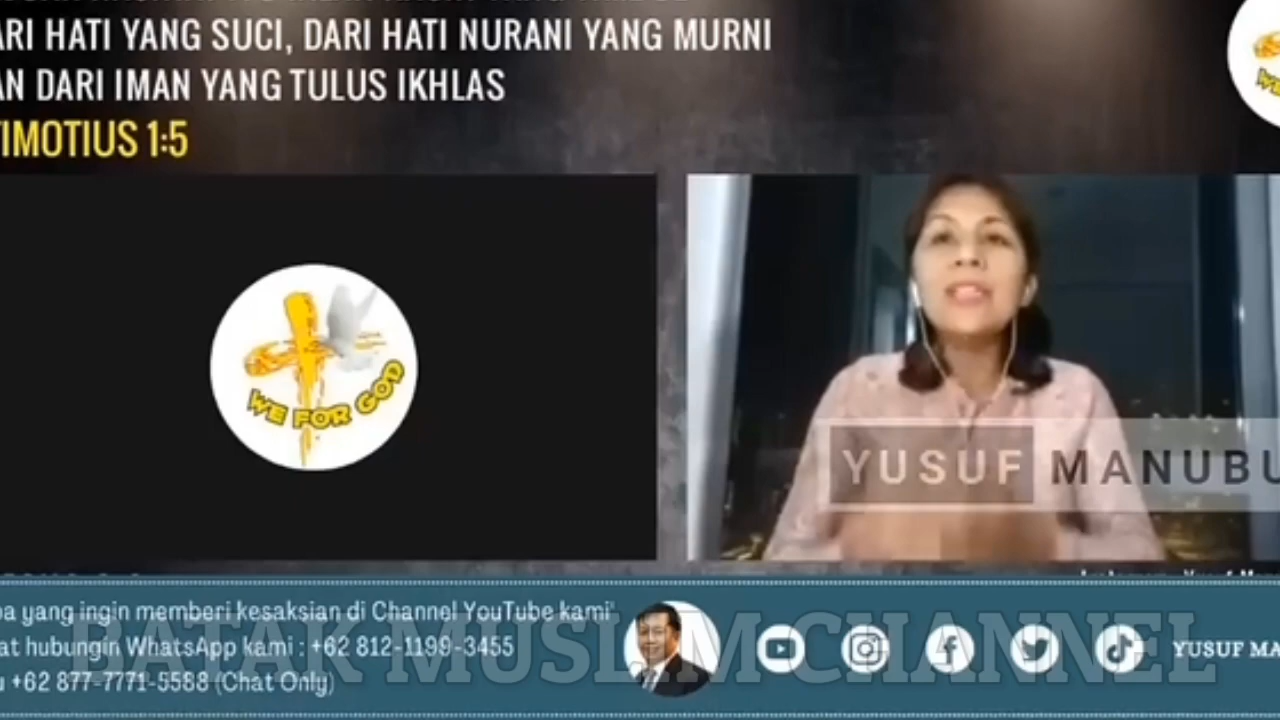 ARI HATI YANG SUCI, DARI HATI NURANI YANG MURNI
AN DARI IMAN YANG TULUS IKHLAS
TIMOTIUS 1:5
WE FOR GOD
YUSUF MANUBU
pa yang ingin memberi kesaksian di Channel YouTube kami"
at hubungin WhatsApp kami : +62 812-1199-3455
u +62 877-7771-5588 (Chat Only)
BATAK MUSLIM CHANNEL
YUSUF MA